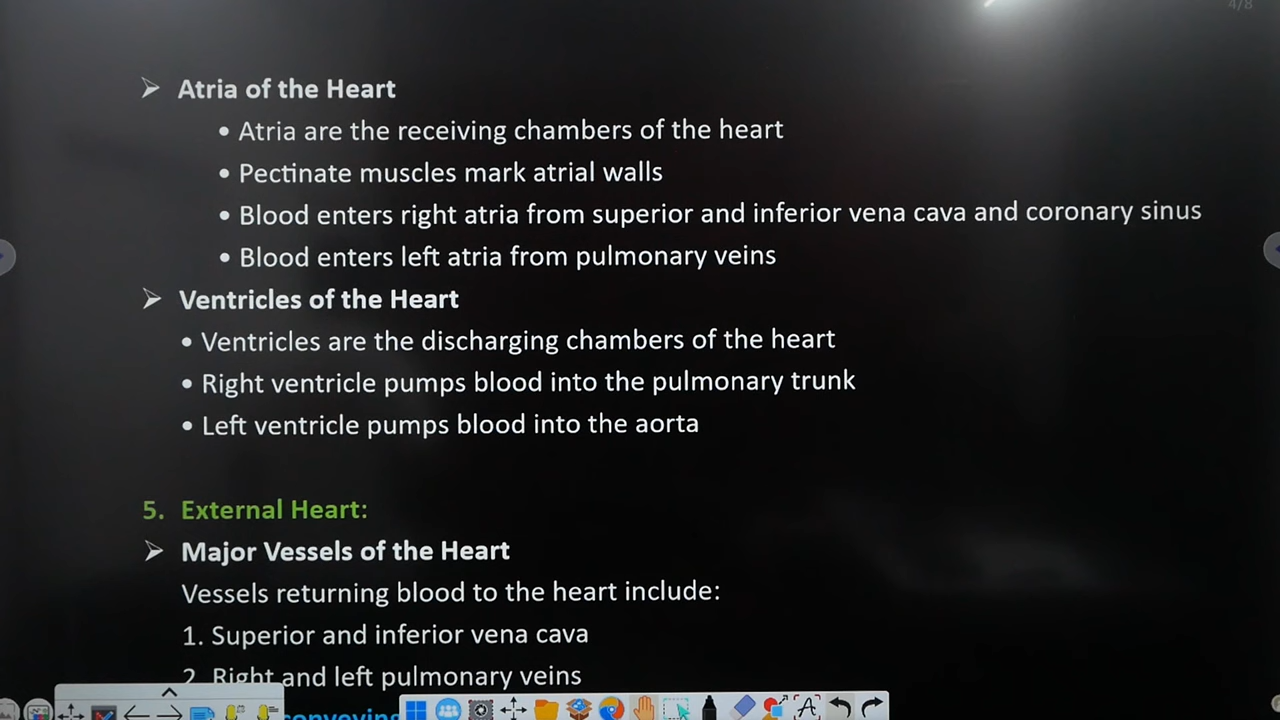 4/8
➢ Atria of the Heart
• Atria are the receiving chambers of the heart
• Pectinate muscles mark atrial walls
• Blood enters right atria from superior and inferior vena cava and coronary sinus
• Blood enters left atria from pulmonary veins
➢ Ventricles of the Heart
• Ventricles are the discharging chambers of the heart
• Right ventricle pumps blood into the pulmonary trunk
• Left ventricle pumps blood into the aorta
5. External Heart:
➢ Major Vessels of the Heart
Vessels returning blood to the heart include:
1. Superior and inferior vena cava
2. Right and left pulmonary veins
conveying